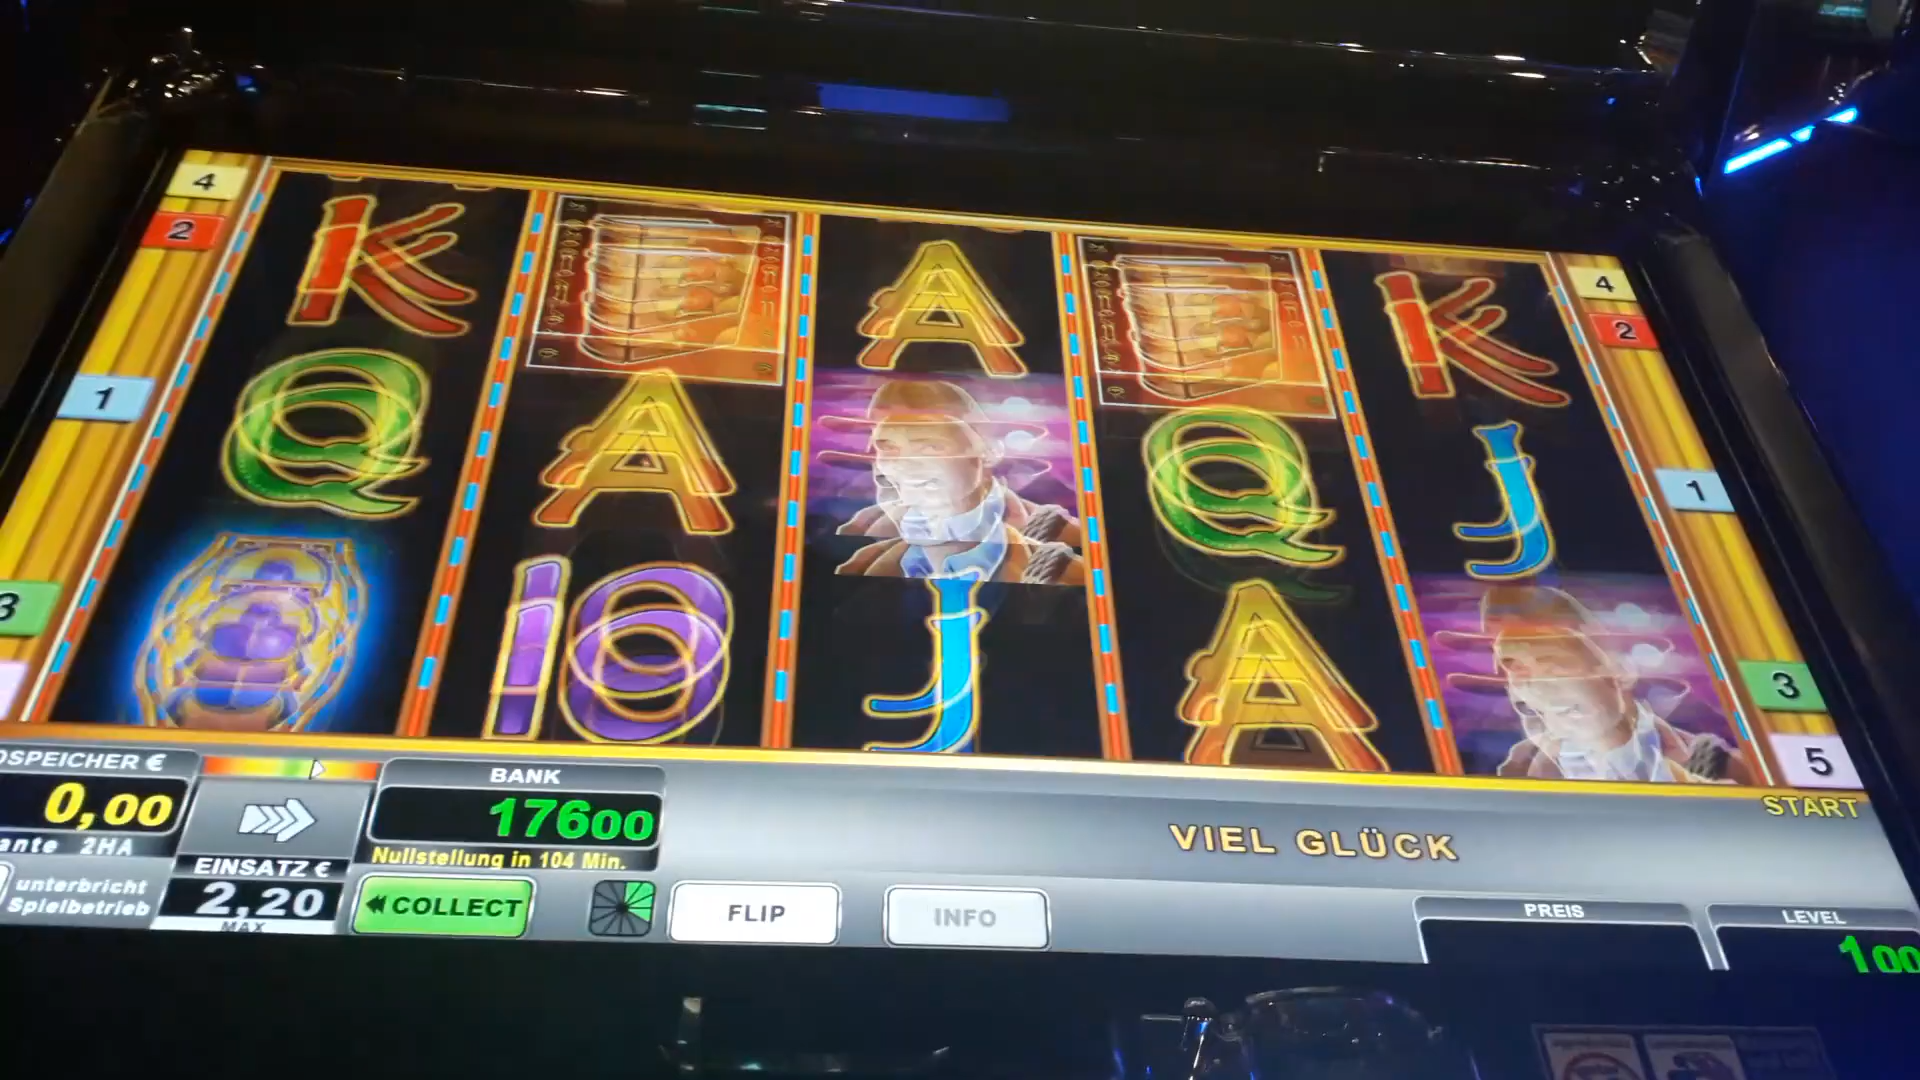 4
2
1
3
4
2
1
3
5
K A K
Q A Q J
10 J A
OSPEICHER €
0,00
ante 2HA
unterbricht
Spielbetrieb
EINSATZ €
2,20
MAX
BANK
17600
Nullstellung in 104 Min.
COLLECT
FLIP
INFO
VIEL GLÜCK
START
PREIS
LEVEL
100